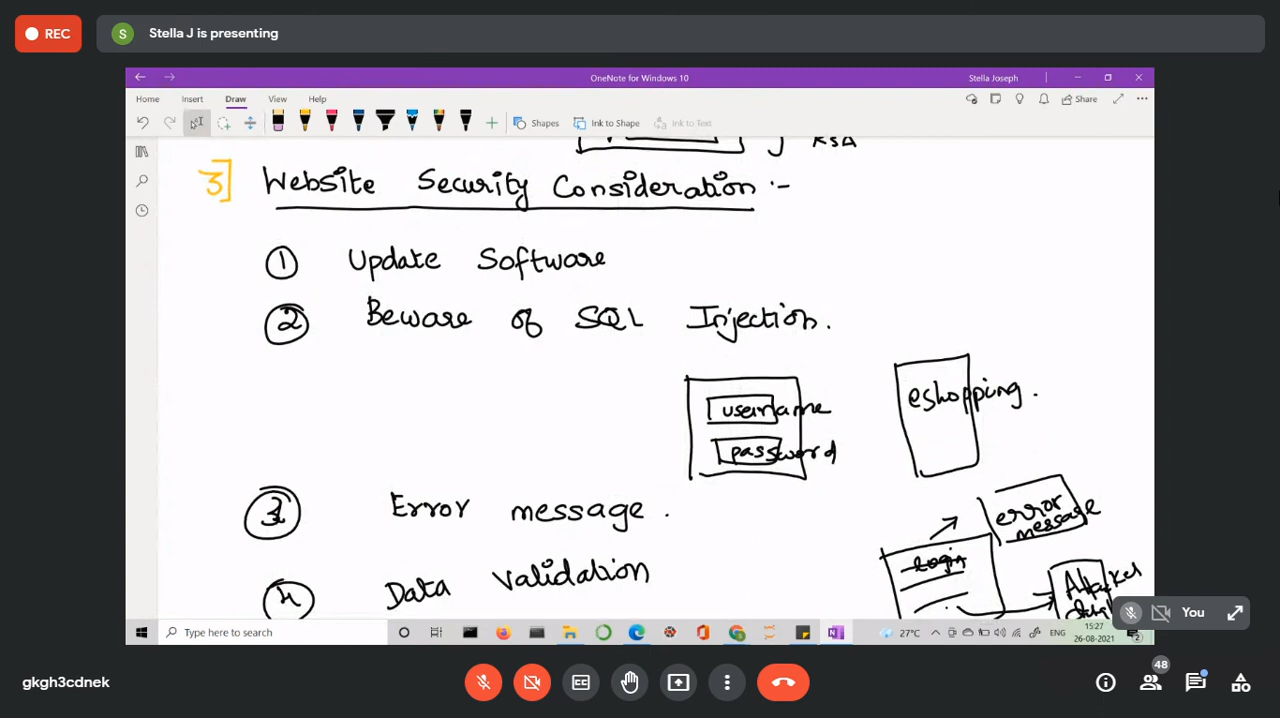 REC
S
Stella J is presenting
OneNote for Windows 10
Stella Joseph
Home Insert Draw View Help
Share
Shapes
Ink to Shape
Ink to Text
RSA
3] Website Security Consideration :-
1 Update Software
2 Beware of SQL Injection.
username
password
eshopping.
3 Error message.
error message
login
4 Data Validation
Attacker
You
Type here to search
27°C
ENG
15:27
26-08-2021
2
gkgh3cdnek
CC
48